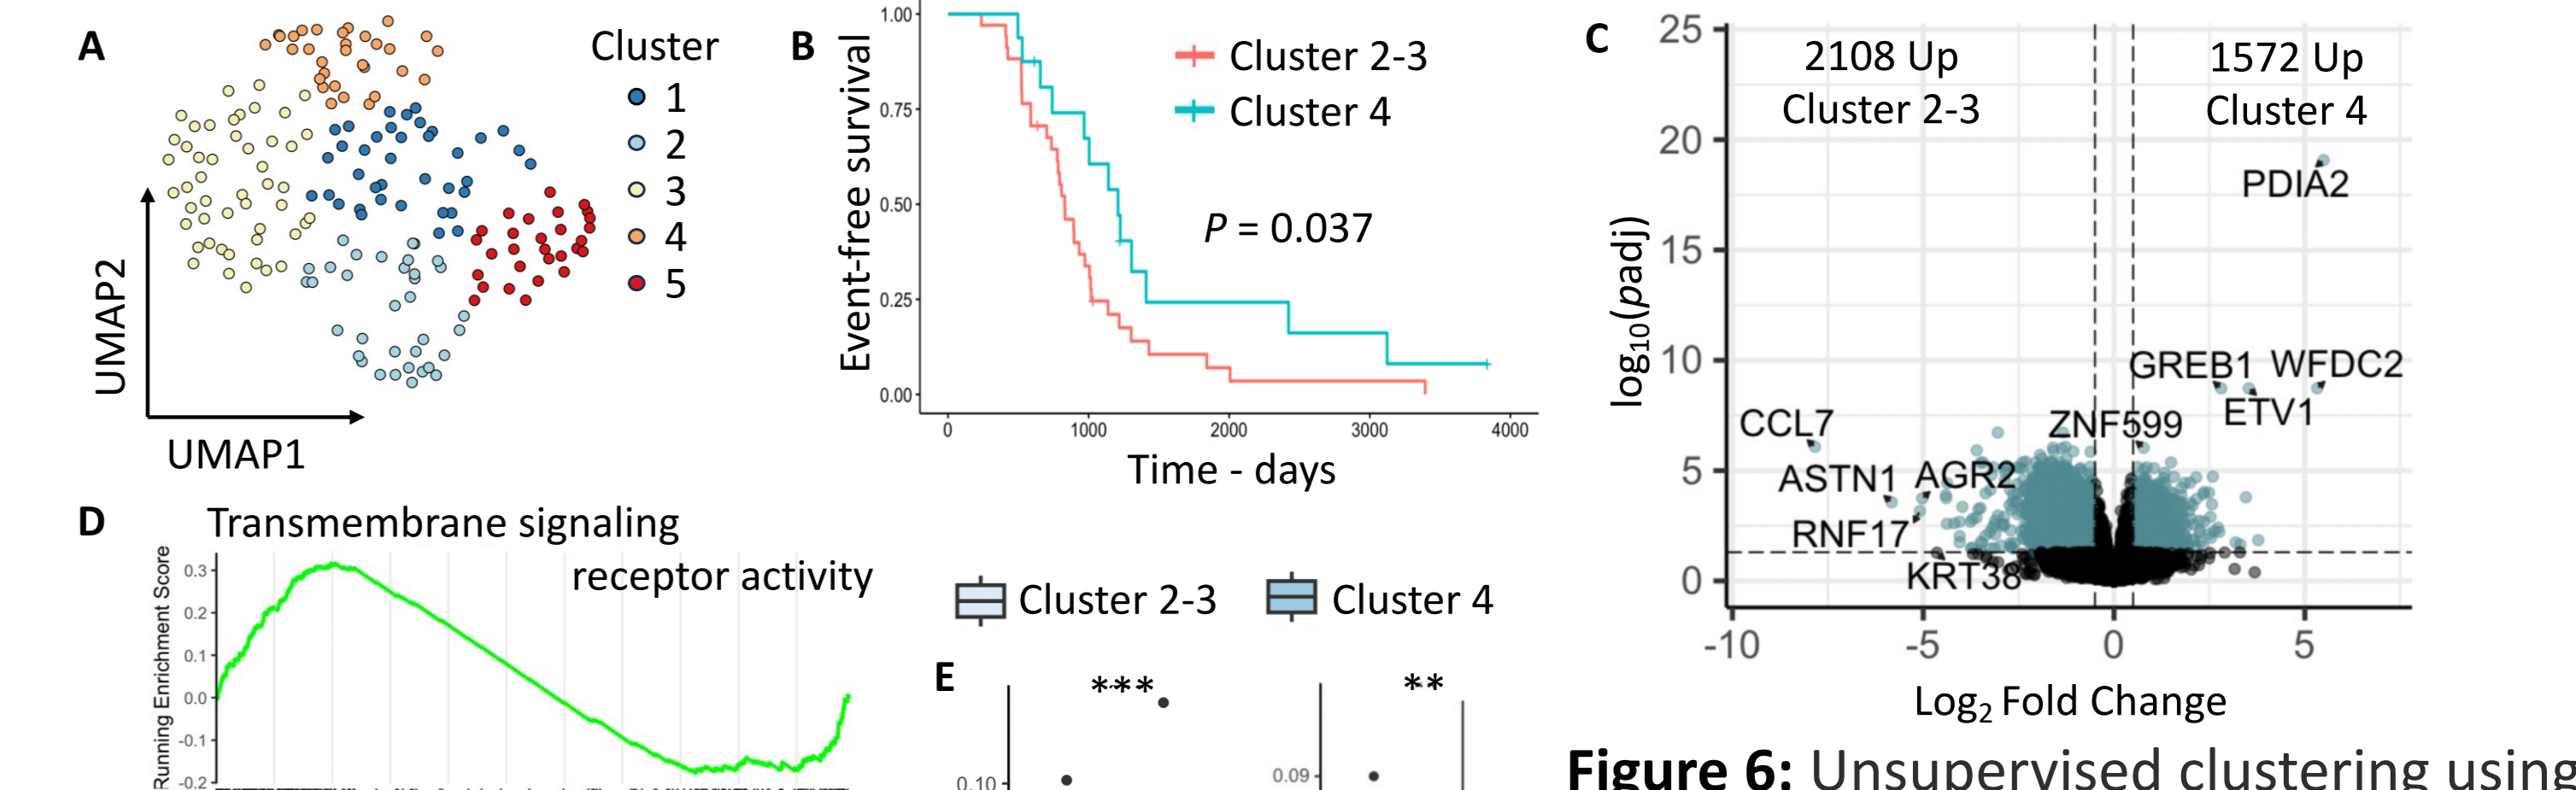 A
Cluster
1
2
3
4
5
UMAP2
UMAP1
B
Event-free survival
1.00
0.75
0.50
0.25
0.00
Cluster 2-3
Cluster 4
P = 0.037
0
1000
2000
3000
4000
Time - days
C
log10(padj)
25
20
15
10
5
0
2108 Up
Cluster 2-3
1572 Up
Cluster 4
PDIA2
GREB1
WFDC2
ETV1
ZNF599
CCL7
ASTN1
AGR2
RNF17
KRT38
-10
-5
0
5
Log2 Fold Change
D
Transmembrane signaling
receptor activity
Running Enrichment Score
0.3
0.2
0.1
0.0
-0.1
-0.2
Cluster 2-3
Cluster 4
E
***
0.10
**
0.09
Figure 6: Unsupervised clustering using